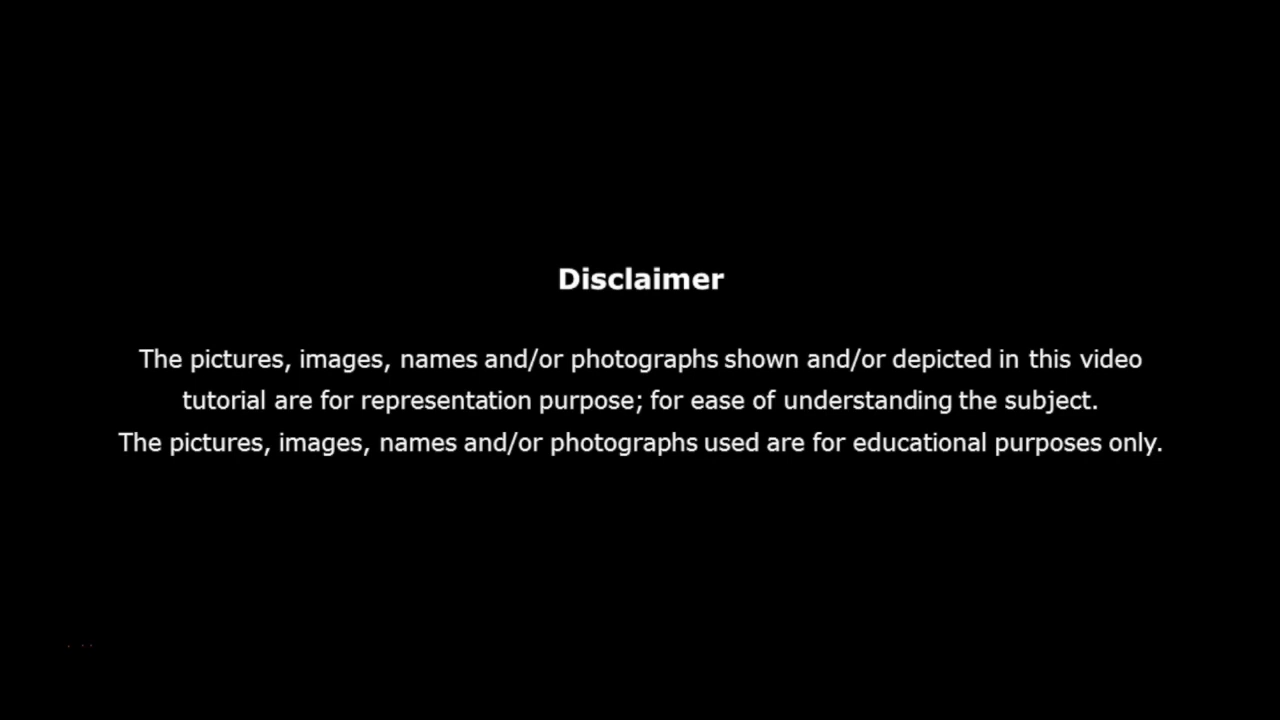 Disclaimer
The pictures, images, names and/or photographs shown and/or depicted in this video
tutorial are for representation purpose; for ease of understanding the subject.
The pictures, images, names and/or photographs used are for educational purposes only.